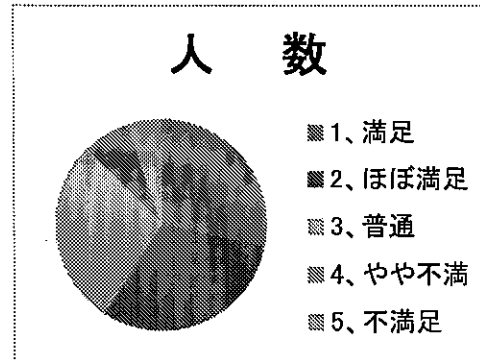 人　数
1、満足
2、ほぼ満足
3、普通
4、やや不満
5、不満足